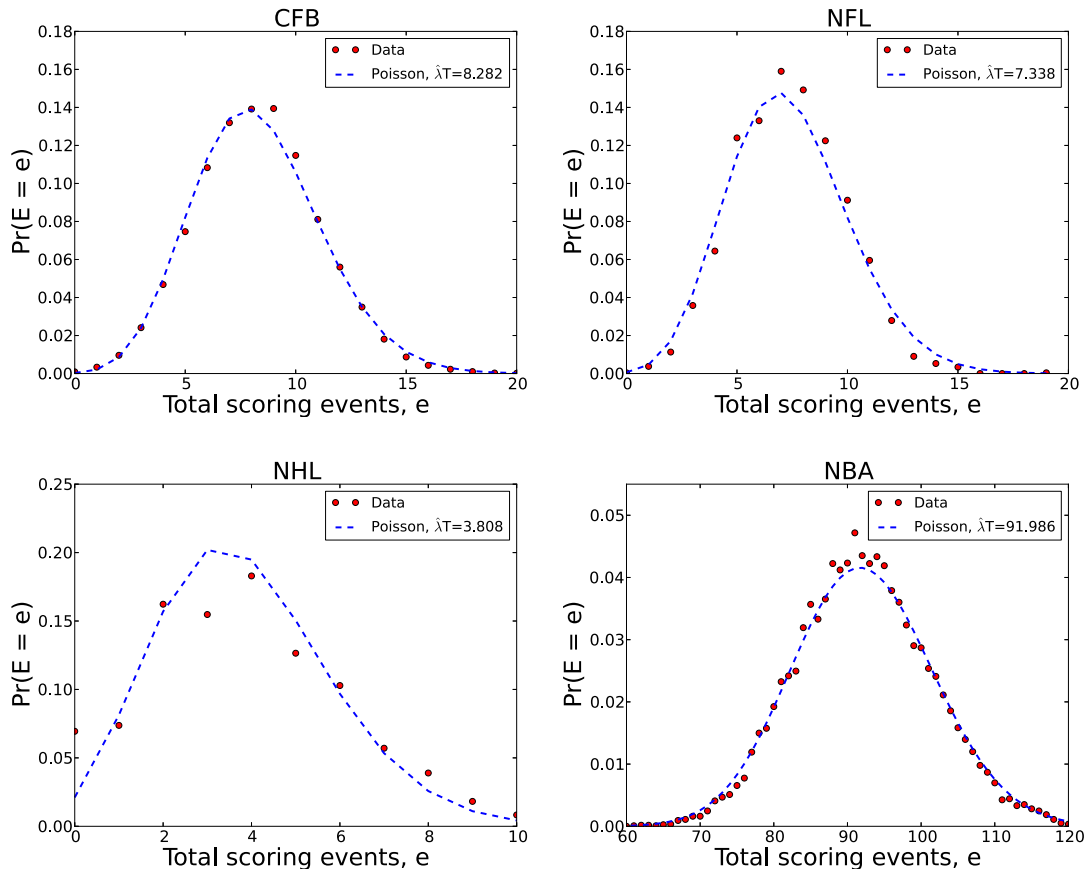 CFB
Pr(E = e)
0.18
0.16
0.14
0.12
0.10
0.08
0.06
0.04
0.02
0.00
Data
Poisson, λ̂T=8.282
0 5 10 15 20
Total scoring events, e
NFL
Pr(E = e)
0.18
0.16
0.14
0.12
0.10
0.08
0.06
0.04
0.02
0.00
Data
Poisson, λ̂T=7.338
0 5 10 15 20
Total scoring events, e
NHL
Pr(E = e)
0.25
0.20
0.15
0.10
0.05
0.00
Data
Poisson, λ̂T=3.808
0 2 4 6 8 10
Total scoring events, e
NBA
Pr(E = e)
0.05
0.04
0.03
0.02
0.01
0.00
Data
Poisson, λ̂T=91.986
60 70 80 90 100 110 120
Total scoring events, e